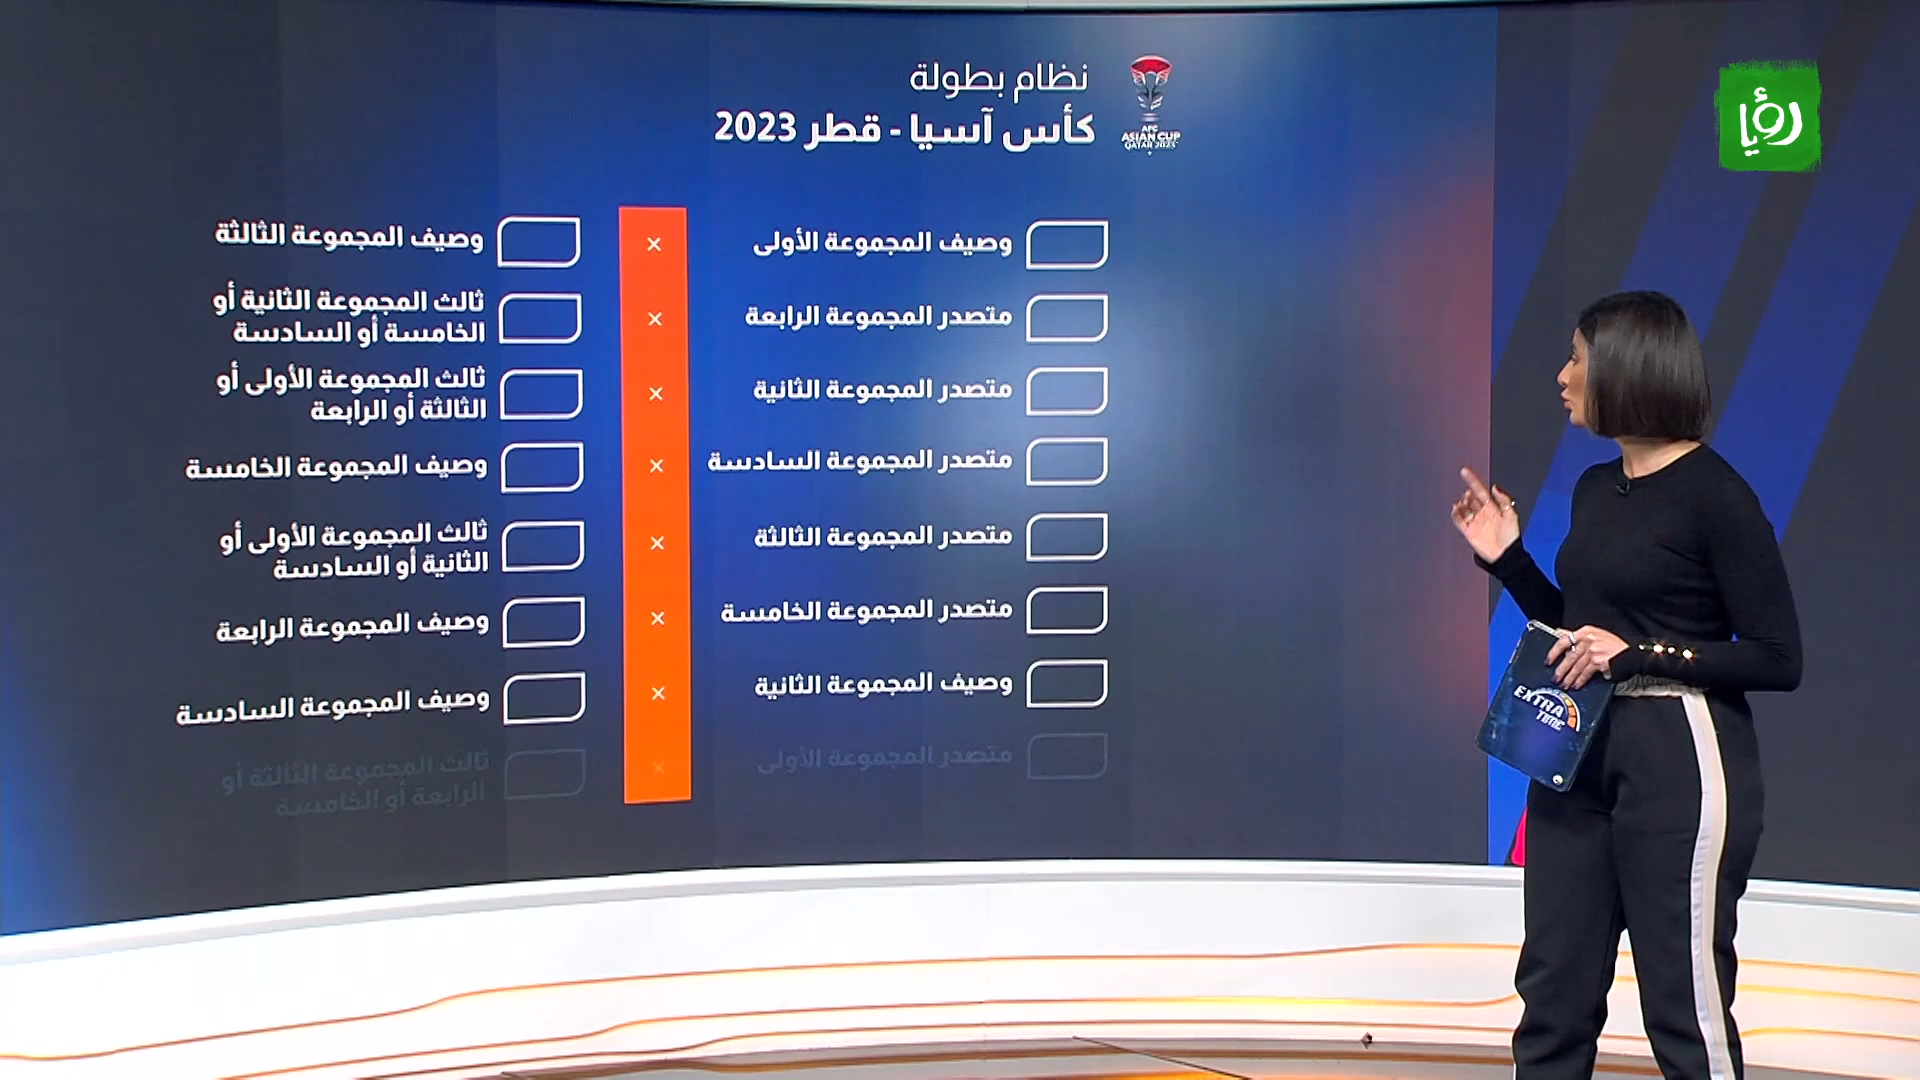 نظام بطولة
كأس آسيا - قطر 2023
AFC
ASIAN CUP
QATAR 2023
رؤيا
وصيف المجموعة الأولى
×
وصيف المجموعة الثالثة
متصدر المجموعة الرابعة
×
ثالث المجموعة الثانية أو
الخامسة أو السادسة
متصدر المجموعة الثانية
×
ثالث المجموعة الأولى أو
الثالثة أو الرابعة
متصدر المجموعة السادسة
×
وصيف المجموعة الخامسة
متصدر المجموعة الثالثة
×
ثالث المجموعة الأولى أو
الثانية أو السادسة
متصدر المجموعة الخامسة
×
وصيف المجموعة الرابعة
وصيف المجموعة الثانية
×
وصيف المجموعة السادسة
متصدر المجموعة الأولى
×
ثالث المجموعة الثالثة أو
الرابعة أو الخامسة
EXTRA
TIME